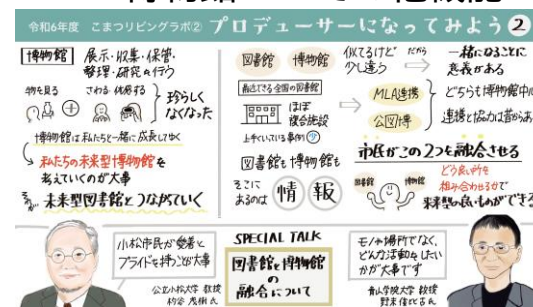 令和6年度 こまつリビングラボ② プロデューサーになってみよう②
博物館
展示・収集・保管・
整理・研究を行う
物を見る
さわる 体感する
珍しく
なくなった
博物館は私たちと一緒に成長してゆく
私たちの未来型博物館を
考えていくのが大事
未来型図書館とつながていく
図書館 博物館
似てるけど
少し違う
だから
一緒になることに
意義がある
ほぼ
複合施設
上手くいっている事例
MLA連携
公図博
どちらも博物館中
連携と協力は昔からあ
図書館も博物館も
そこに
あるのは
情報
市民がこの2つを融合させる
図書館
博物館
どう良い所を
組み合わせるかで
未来型の良いものができ
小松市民が愛着と
プライドを持つことが大事
公立小松大学 教授
SPECIAL TALK
図書館と博物館
の
融合について
モノや場所でなく、
どんな活動をしたい
かが大事です
青山学院大学 教授
野末俊比古さん